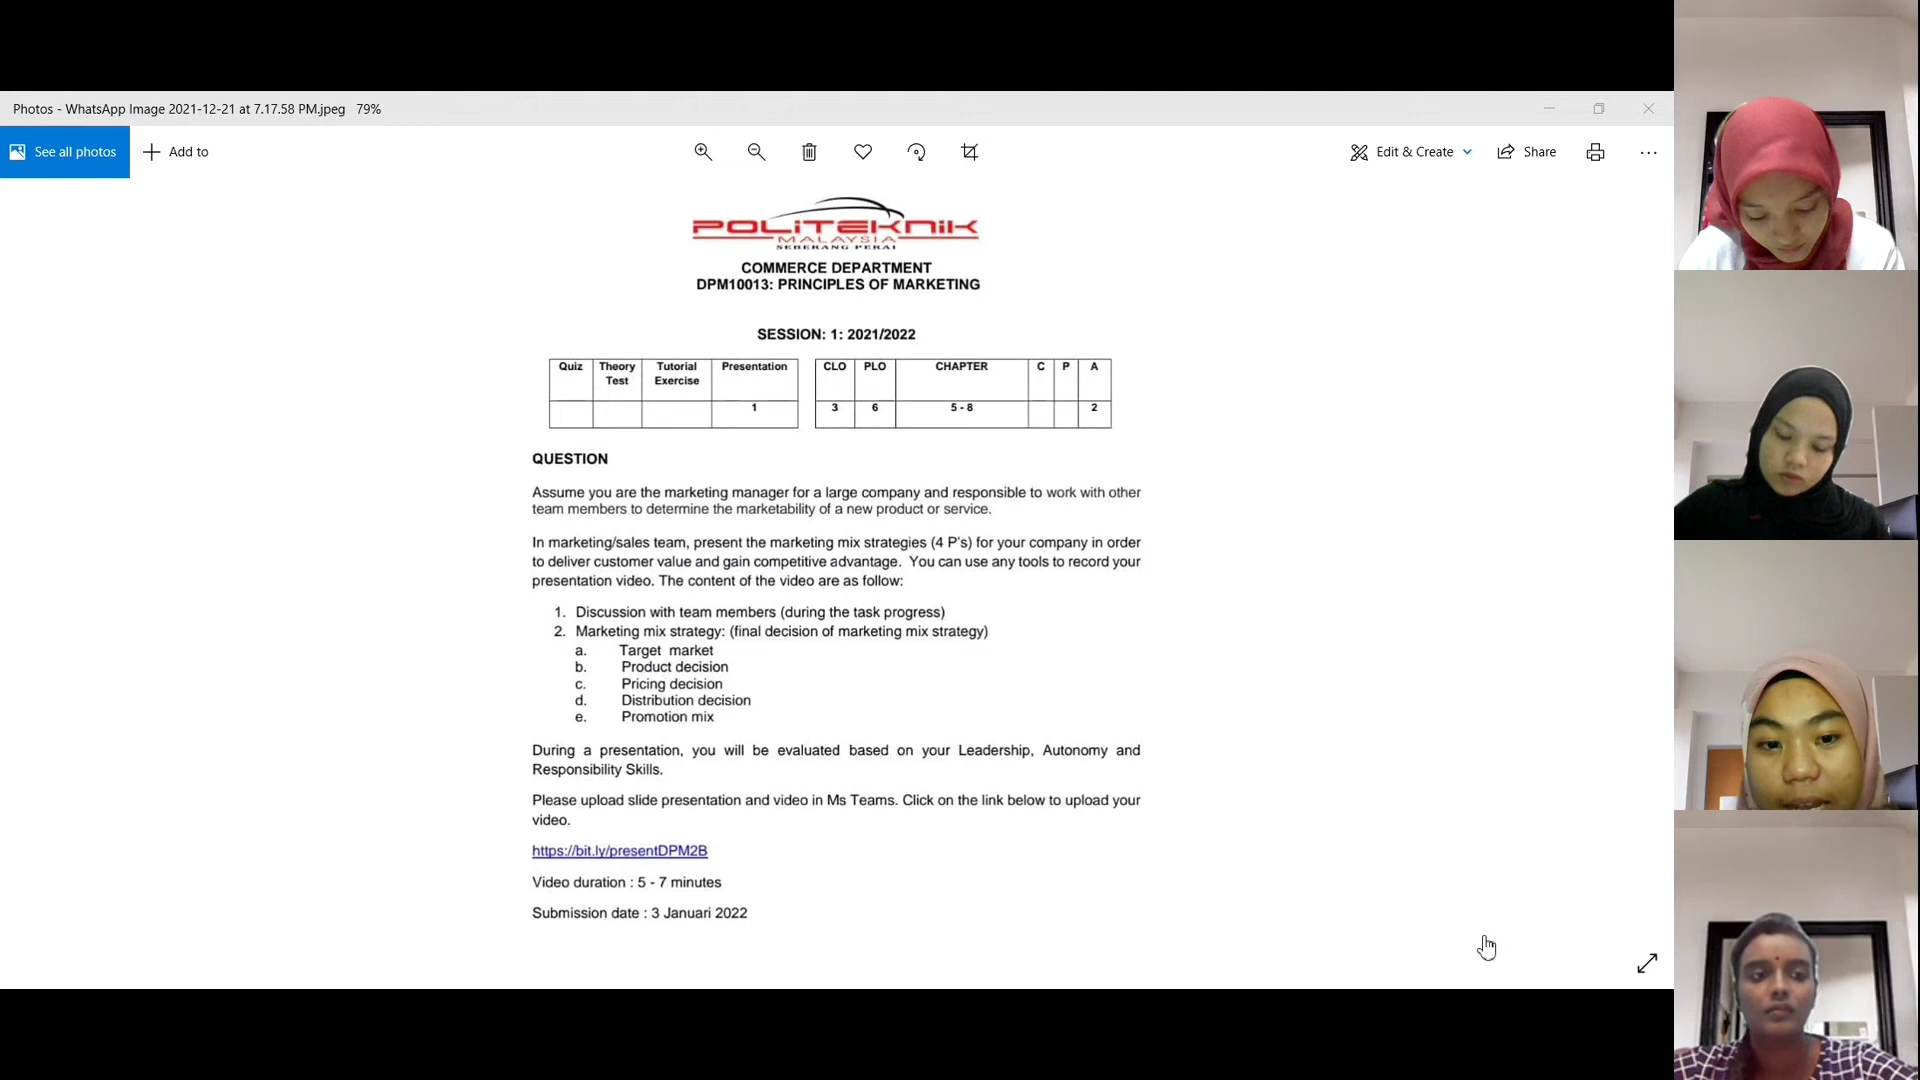 Photos - WhatsApp Image 2021-12-21 at 7.17.58 PM.jpeg   79%
See all photos
Add to
Edit & Create
Share
POLITEKNIK
MALAYSIA
SEBERANG PERAI
COMMERCE DEPARTMENT
DPM10013: PRINCIPLES OF MARKETING
SESSION: 1: 2021/2022
Quiz Theory Test Tutorial Exercise Presentation CLO PLO CHAPTER C P A
1 3 6 5 - 8 2
QUESTION
Assume you are the marketing manager for a large company and responsible to work with other
team members to determine the marketability of a new product or service.
In marketing/sales team, present the marketing mix strategies (4 P's) for your company in order
to deliver customer value and gain competitive advantage. You can use any tools to record your
presentation video. The content of the video are as follow:
1. Discussion with team members (during the task progress)
2. Marketing mix strategy: (final decision of marketing mix strategy)
a. Target market
b. Product decision
c. Pricing decision
d. Distribution decision
e. Promotion mix
During a presentation, you will be evaluated based on your Leadership, Autonomy and
Responsibility Skills.
Please upload slide presentation and video in Ms Teams. Click on the link below to upload your
video.
https://bit.ly/presentDPM2B
Video duration : 5 - 7 minutes
Submission date : 3 Januari 2022